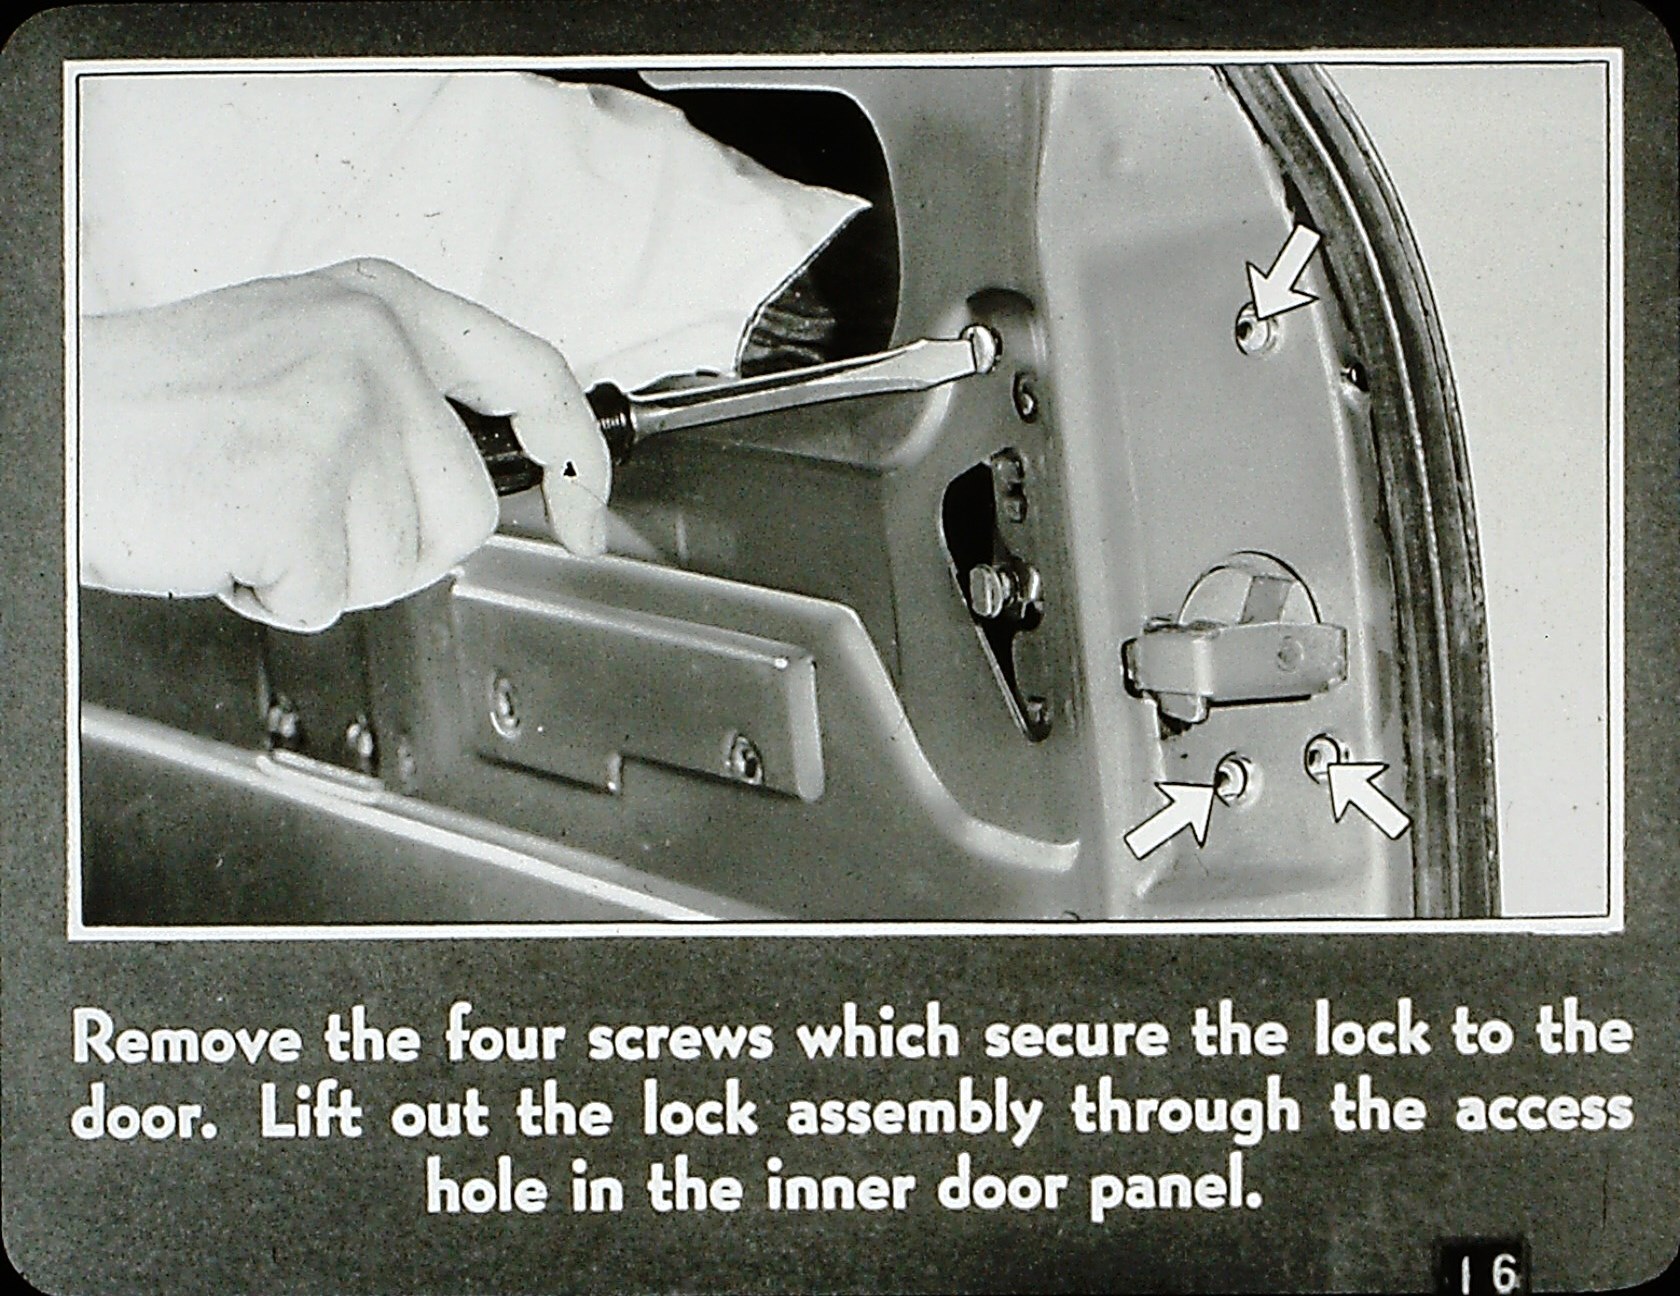 Remove the four screws which secure the lock to the
door. Lift out the lock assembly through the access
hole in the inner door panel.
16